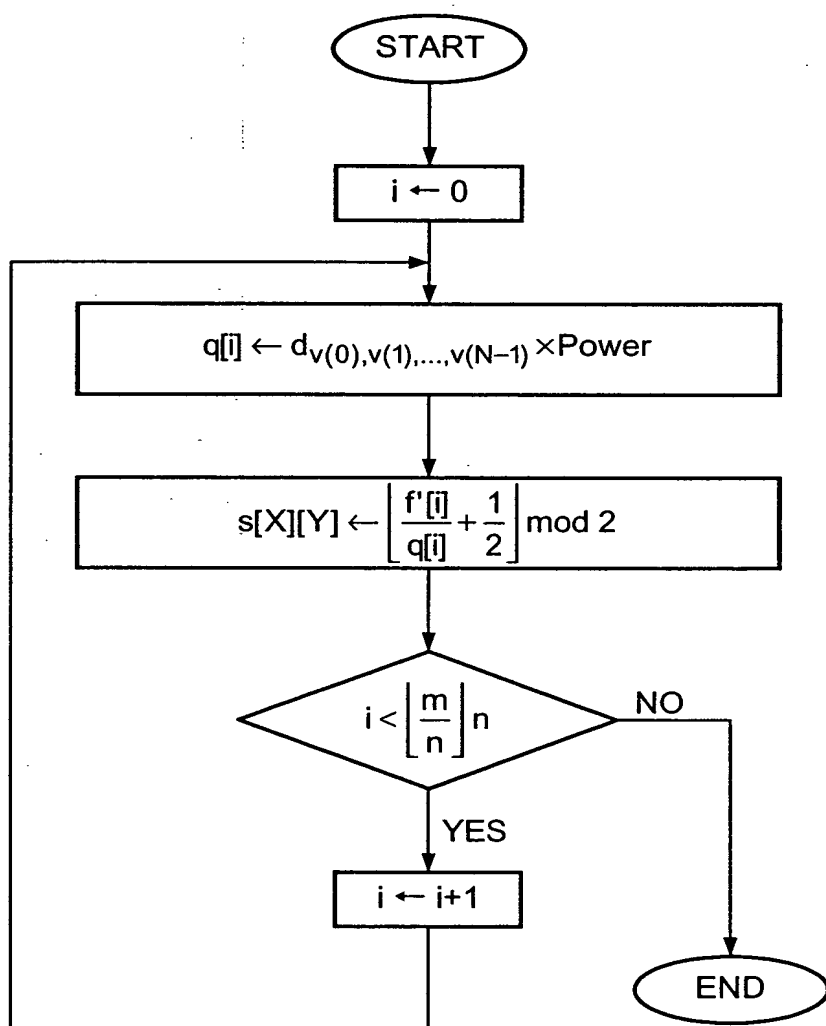 START
i ← 0
q[i] ← d_{v(0),v(1),...,v(N−1)} ×Power
s[X][Y] ← ⌊f'[i]/q[i] + 1/2⌋ mod 2
i < ⌊m/n⌋ n
NO
YES
i ← i+1
END